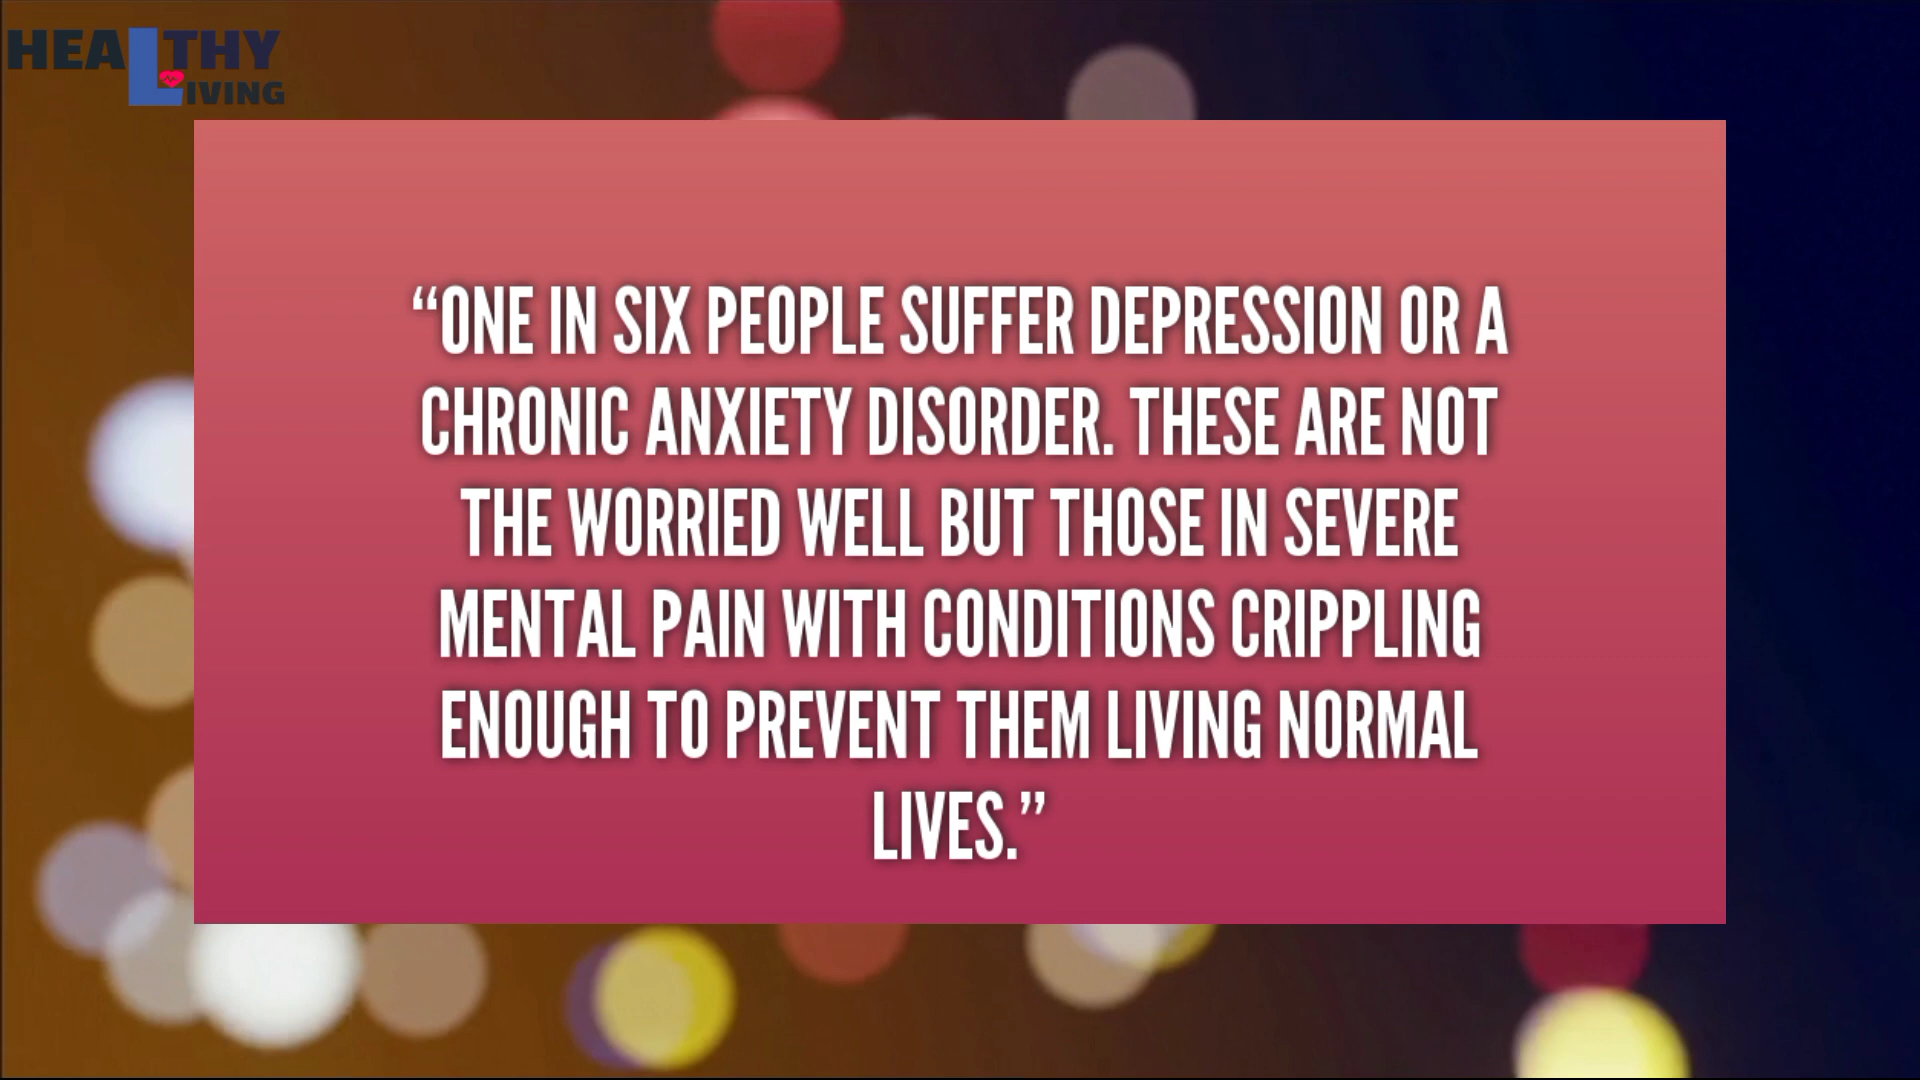 HEALTHY
LIVING
“ONE IN SIX PEOPLE SUFFER DEPRESSION OR A
CHRONIC ANXIETY DISORDER. THESE ARE NOT
THE WORRIED WELL BUT THOSE IN SEVERE
MENTAL PAIN WITH CONDITIONS CRIPPLING
ENOUGH TO PREVENT THEM LIVING NORMAL
LIVES.”